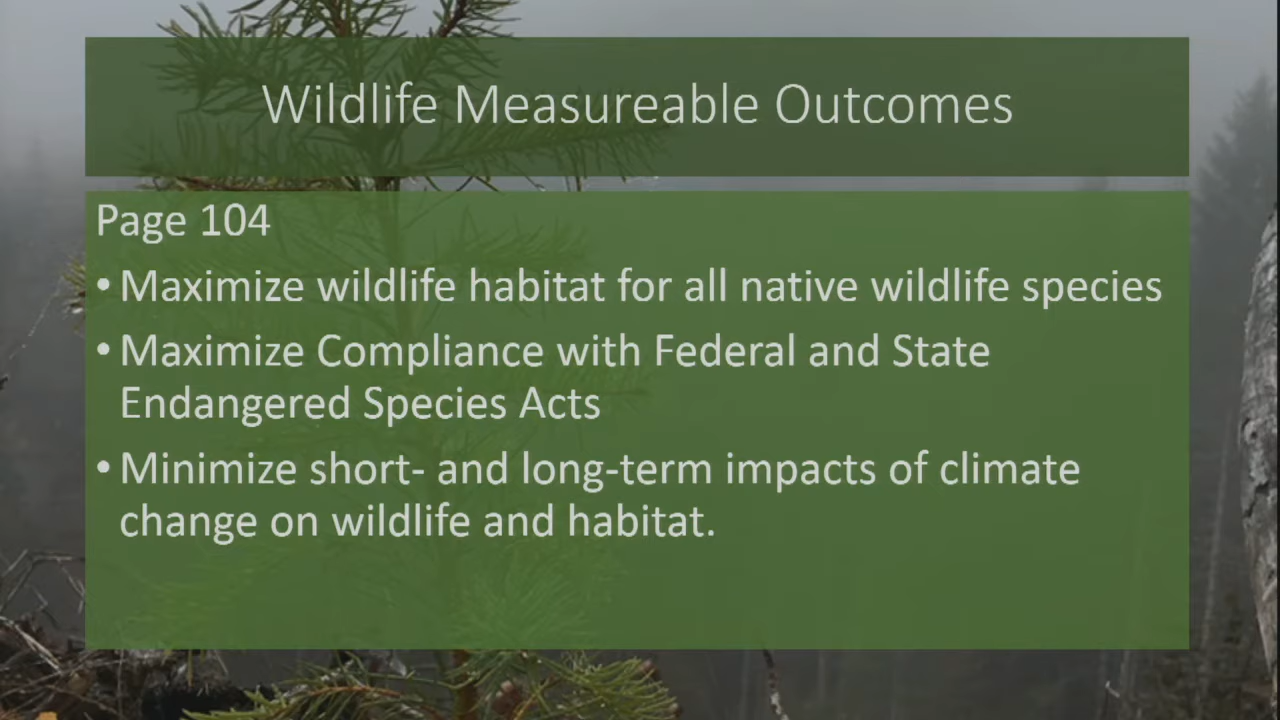 Wildlife Measureable Outcomes
Page 104
• Maximize wildlife habitat for all native wildlife species
• Maximize Compliance with Federal and State
Endangered Species Acts
• Minimize short- and long-term impacts of climate
change on wildlife and habitat.